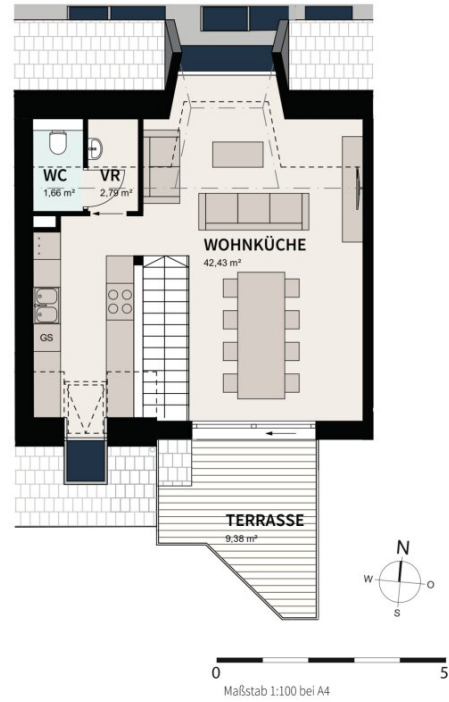 WC
1,66 m²
VR
2,79 m²
WOHNKÜCHE
42,43 m²
GS
TERRASSE
9,38 m²
N
W
O
S
0
5
Maßstab 1:100 bei A4